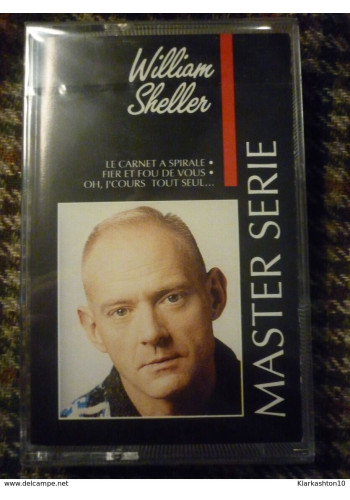 William
Sheller
LE CARNET A SPIRALE •
FIER ET FOU DE VOUS •
OH, J'COURS TOUT SEUL...
MASTER SERIE
www.delcampe.net
Klarkashton10